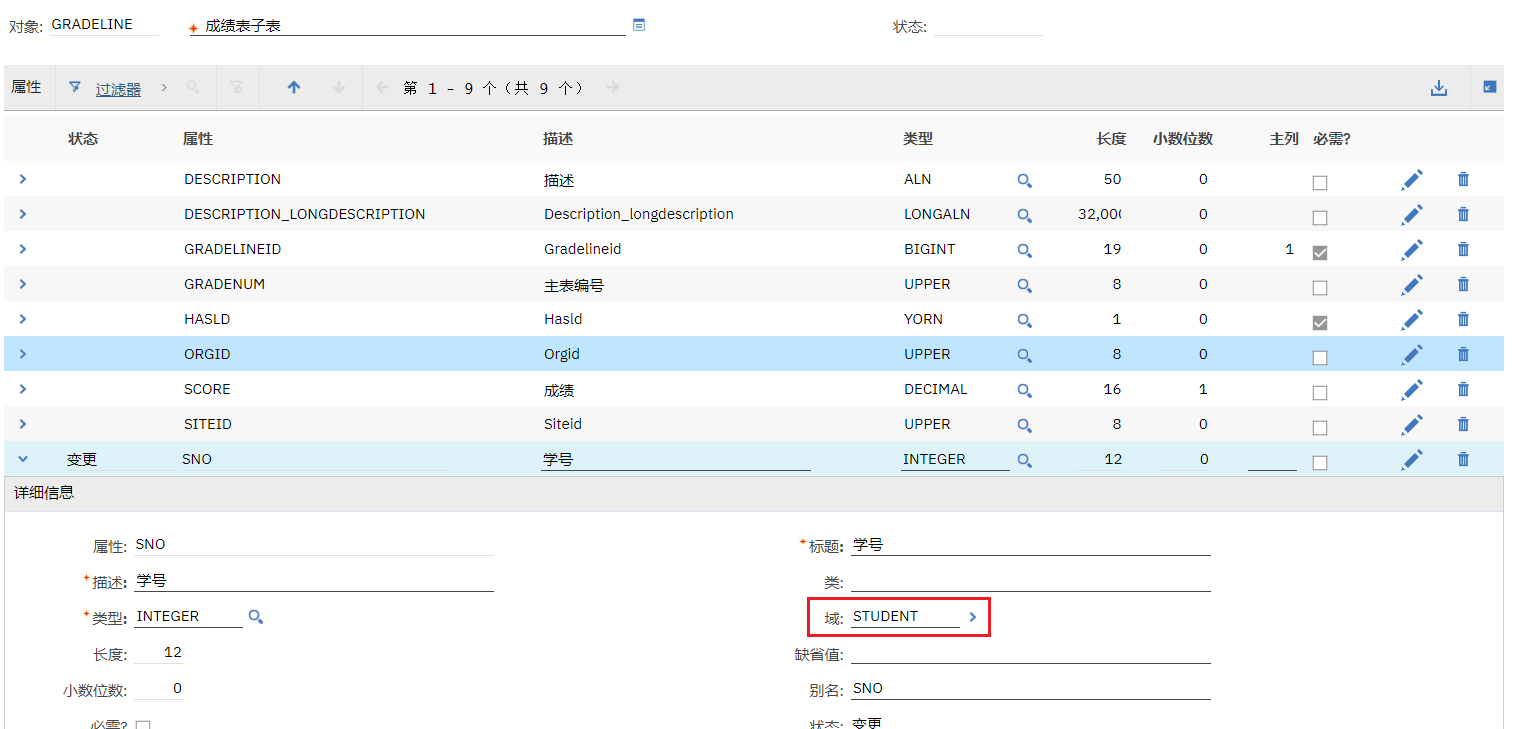 对象: GRADELINE 成绩表子表 状态:
属性 过滤器 第 1 - 9 个（共 9 个）
状态 属性 描述 类型 长度 小数位数 主列 必需?
DESCRIPTION 描述 ALN 50 0
DESCRIPTION_LONGDESCRIPTION Description_longdescription LONGALN 32,000 0
GRADELINEID Gradelineid BIGINT 19 0 1
GRADENUM 主表编号 UPPER 8 0
HASLD Hasld YORN 1 0
ORGID Orgid UPPER 8 0
SCORE 成绩 DECIMAL 16 1
SITEID Siteid UPPER 8 0
变更 SNO 学号 INTEGER 12 0
详细信息
属性: SNO 标题: 学号
描述: 学号 类:
类型: INTEGER 域: STUDENT
长度: 12 缺省值:
小数位数: 0 别名: SNO
必需? 状态: 变更